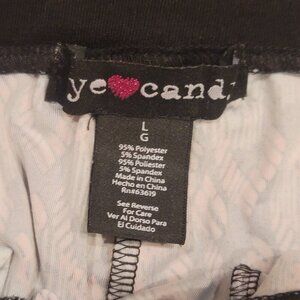 ye♥cand
L
G
95% Polyester
5% Spandex
95% Poliester
5% Spandex
Made in China
Hecho en China
Rn#63619
See Reverse
For Care
Ver Al Dorso Para
El Cuidado